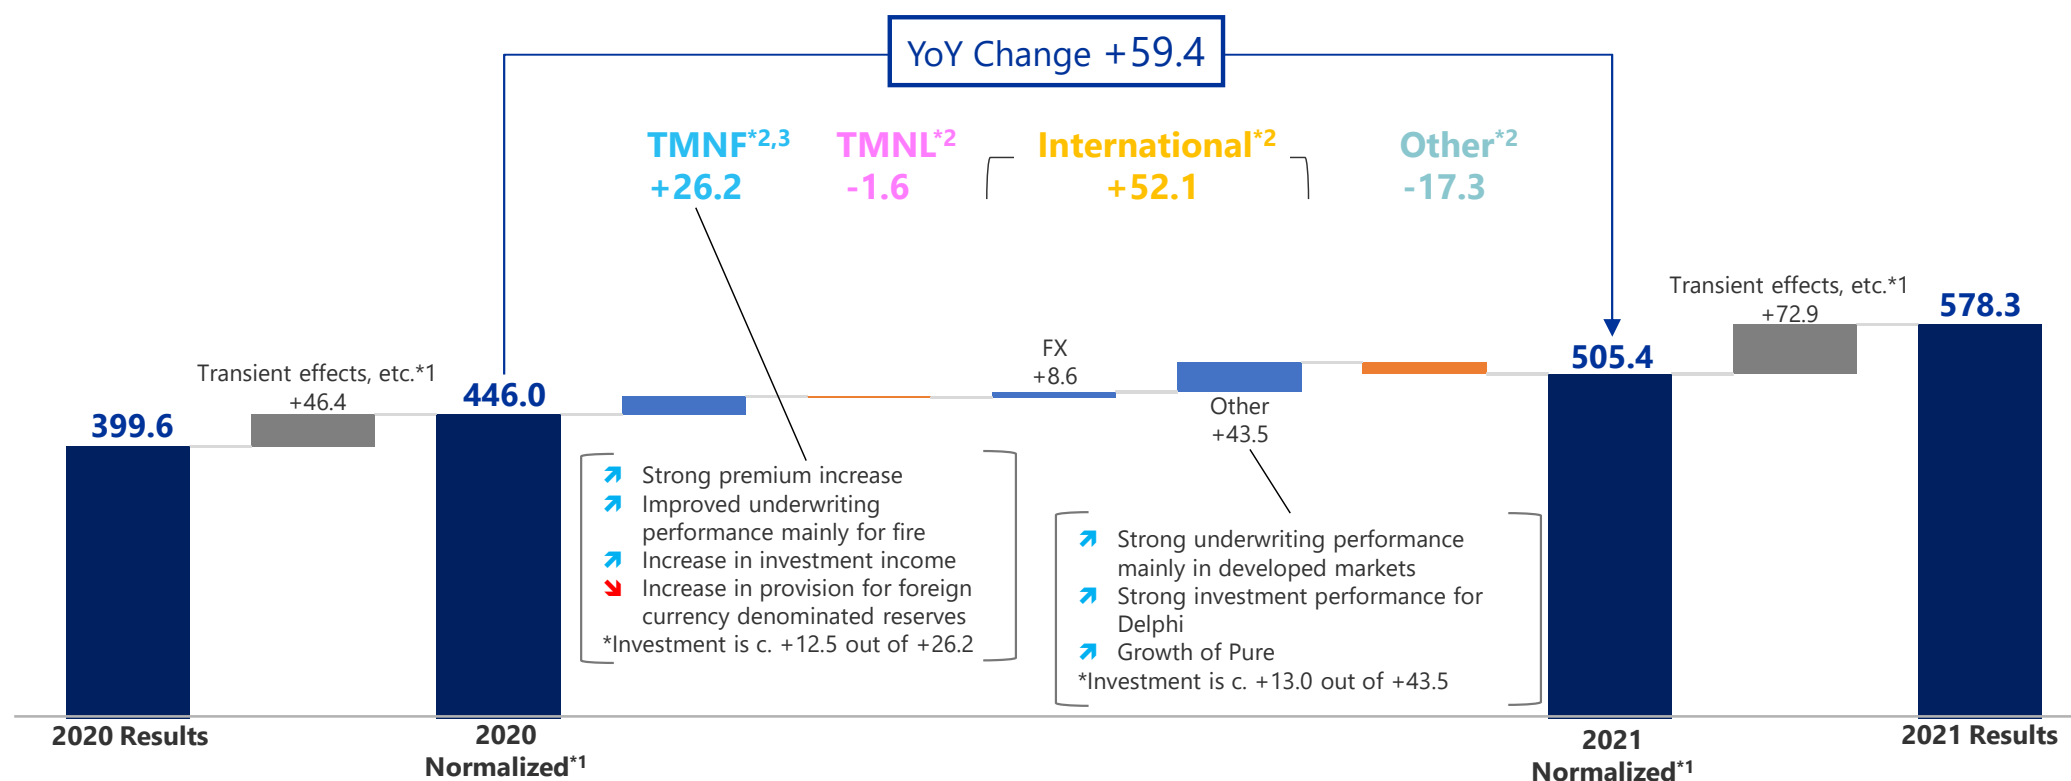 YoY Change +59.4
TMNF*2,3
+26.2
TMNL*2
-1.6
International*2
+52.1
Other*2
-17.3
399.6
Transient effects, etc.*1
+46.4
446.0
FX
+8.6
Other
+43.5
505.4
Transient effects, etc.*1
+72.9
578.3
Strong premium increase
Improved underwriting
performance mainly for fire
Increase in investment income
Increase in provision for foreign
currency denominated reserves
*Investment is c. +12.5 out of +26.2
Strong underwriting performance
mainly in developed markets
Strong investment performance for
Delphi
Growth of Pure
*Investment is c. +13.0 out of +43.5
2020 Results
2020
Normalized*1
2021
Normalized*1
2021 Results